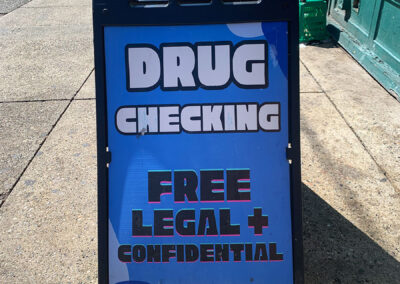 DRUG
CHECKING
FREE
LEGAL +
CONFIDENTIAL